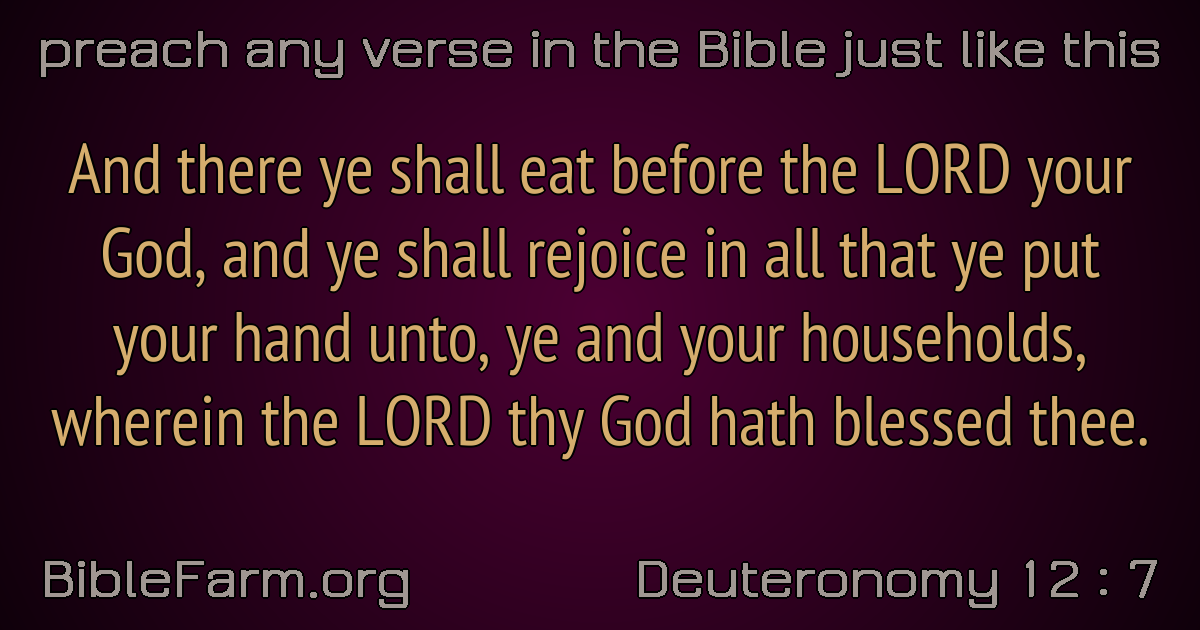 preach any verse in the Bible just like this
And there ye shall eat before the LORD your
God, and ye shall rejoice in all that ye put
your hand unto, ye and your households,
wherein the LORD thy God hath blessed thee.
BibleFarm.org
Deuteronomy 12 : 7